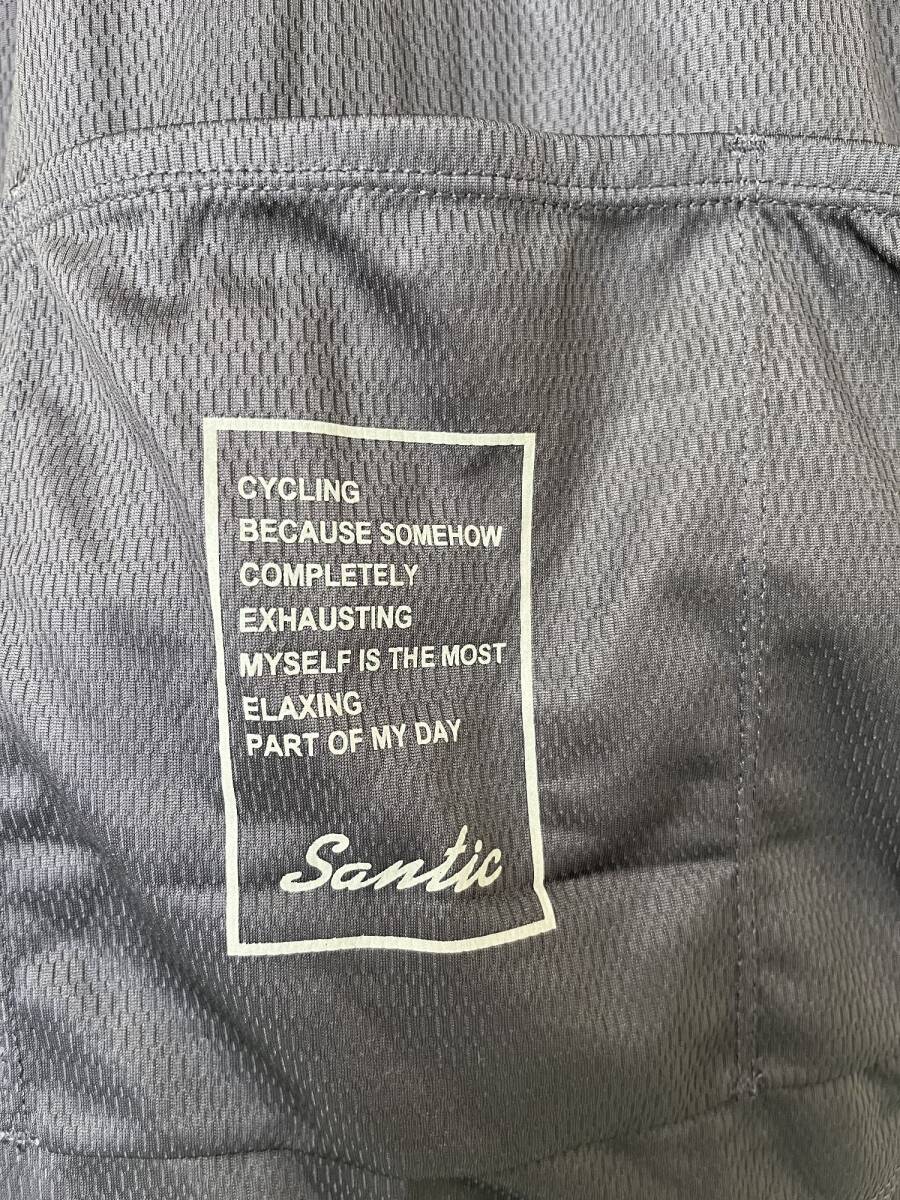 CYCLING
BECAUSE SOMEHOW
COMPLETELY
EXHAUSTING
MYSELF IS THE MOST
ELAXING
PART OF MY DAY
Santic